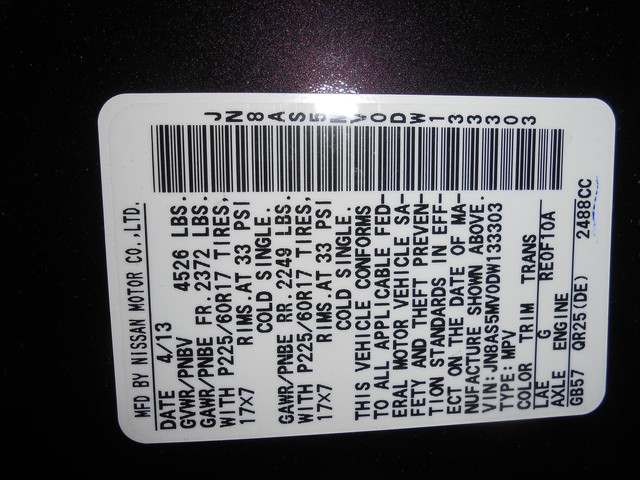 MFD BY NISSAN MOTOR CO.,LTD.
DATE 4/13
GVWR/PNBV 4526 LBS.
GAWR/PNBE FR.2372 LBS.
WITH P225/60R17 TIRES,
17X7 RIMS.AT 33 PSI
COLD SINGLE.
GAWR/PNBE RR.2249 LBS.
WITH P225/60R17 TIRES,
17X7 RIMS.AT 33 PSI
COLD SINGLE.
THIS VEHICLE CONFORMS
TO ALL APPLICABLE FED-
ERAL MOTOR VEHICLE SA-
FETY AND THEFT PREVEN-
TION STANDARDS IN EFF-
ECT ON THE DATE OF MA-
NUFACTURE SHOWN ABOVE.
VIN:JN8AS5MV0DW133303
TYPE:MPV
COLOR TRIM TRANS
LAE G RE0F10A
AXLE ENGINE
GB57 QR25(DE) 2488CC
JN8AS5MV0DW133303